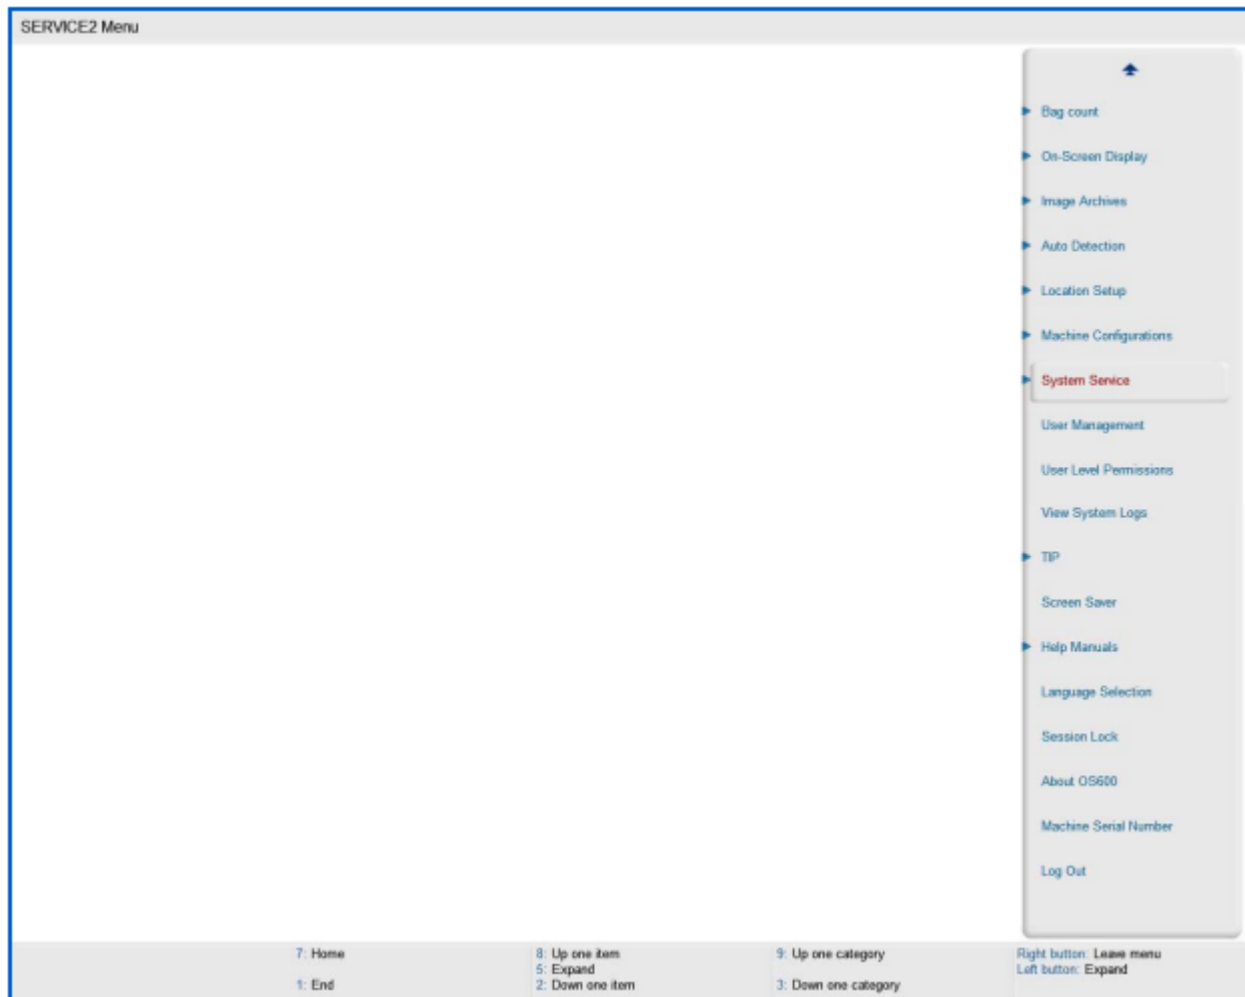 SERVICE2 Menu
Bag count
On-Screen Display
Image Archives
Auto Detection
Location Setup
Machine Configurations
System Service
User Management
User Level Permissions
View System Logs
TIP
Screen Saver
Help Manuals
Language Selection
Session Lock
About OS600
Machine Serial Number
Log Out
7: Home
1: End
8: Up one item
5: Expand
2: Down one item
9: Up one category
3: Down one category
Right button: Leave menu
Left button: Expand